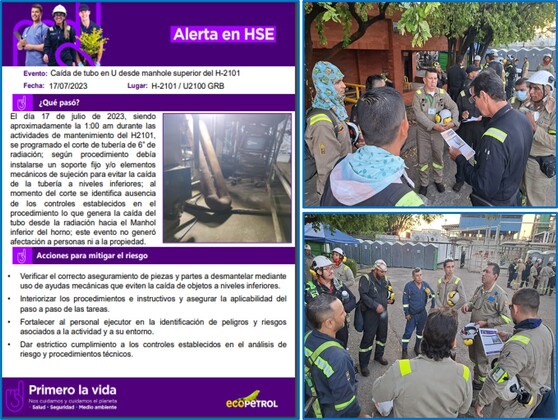 Alerta en HSE
Evento: Caída de tubo en U desde manhole superior del H-2101
Fecha: 17/07/2023 Lugar: H-2101 / U2100 GRB
¿Qué pasó?
El día 17 de julio de 2023, siendo
aproximadamente la 1:00 am durante las
actividades de mantenimiento del H2101,
se programado el corte de tubería de 6” de
radiación; según procedimiento debía
instalarse un soporte fijo y/o elementos
mecánicos de sujeción para evitar la caída
de la tubería a niveles inferiores; al
momento del corte se identifica ausencia
de los controles establecidos en el
procedimiento lo que genera la caída del
tubo desde la radiación hacia el Manhol
inferior del horno; este evento no generó
afectación a personas ni a la propiedad.
Acciones para mitigar el riesgo
• Verificar el correcto aseguramiento de piezas y partes a desmantelar mediante
uso de ayudas mecánicas que eviten la caída de objetos a niveles inferiores.
• Interiorizar los procedimientos e instructivos y asegurar la aplicabilidad del
paso a paso de las tareas.
• Fortalecer al personal ejecutor en la identificación de peligros y riesgos
asociados a la actividad y a su entorno.
• Dar estricto cumplimiento a los controles establecidos en el análisis de
riesgo y procedimientos técnicos.
Primero la vida
Nos cuidamos y cuidamos el planeta
· Salud · Seguridad · Medio ambiente
ECOPETROL